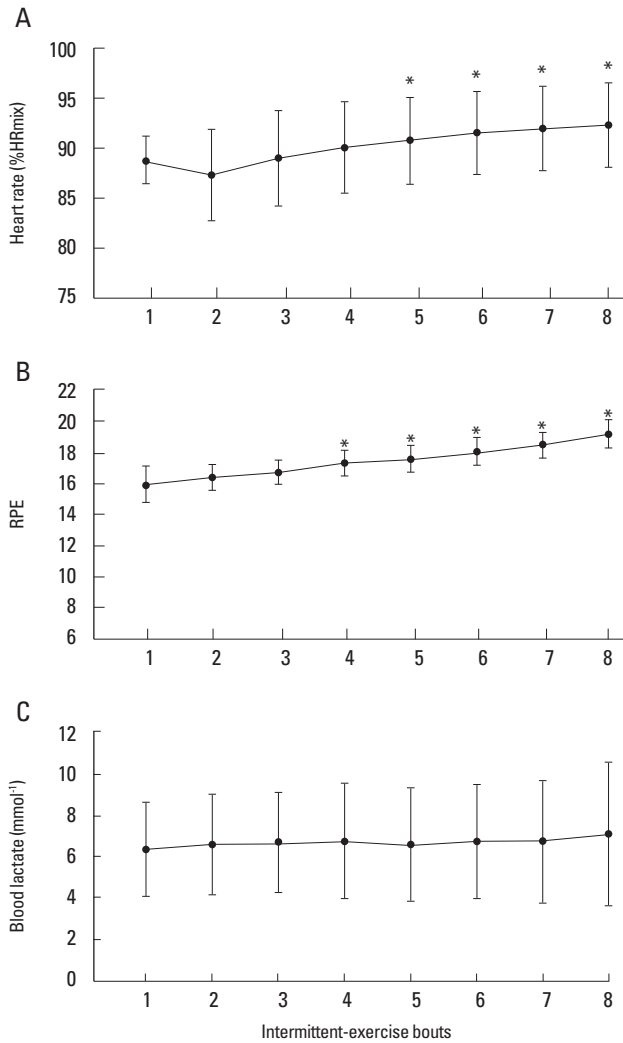 A
100
95
90
85
80
75
Heart rate (%HRmix)
* * * *
1 2 3 4 5 6 7 8
B
22
20
18
16
14
12
10
8
6
RPE
* * * * *
1 2 3 4 5 6 7 8
C
12
10
8
6
4
2
0
Blood lactate (mmol-¹)
1 2 3 4 5 6 7 8
Intermittent-exercise bouts